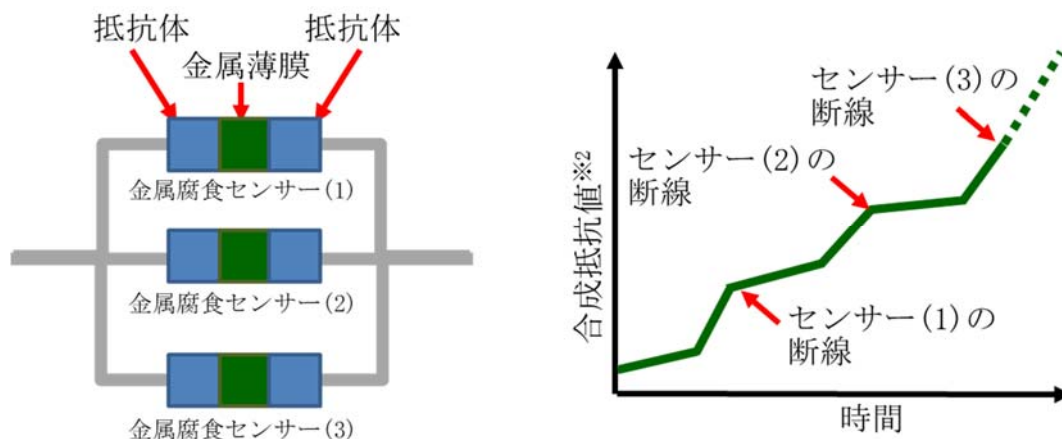 抵抗体
抵抗体
金属薄膜
金属腐食センサー(1)
金属腐食センサー(2)
金属腐食センサー(3)
合成抵抗値※2
センサー(3)の
断線
センサー(2)の
断線
センサー(1)の
断線
時間